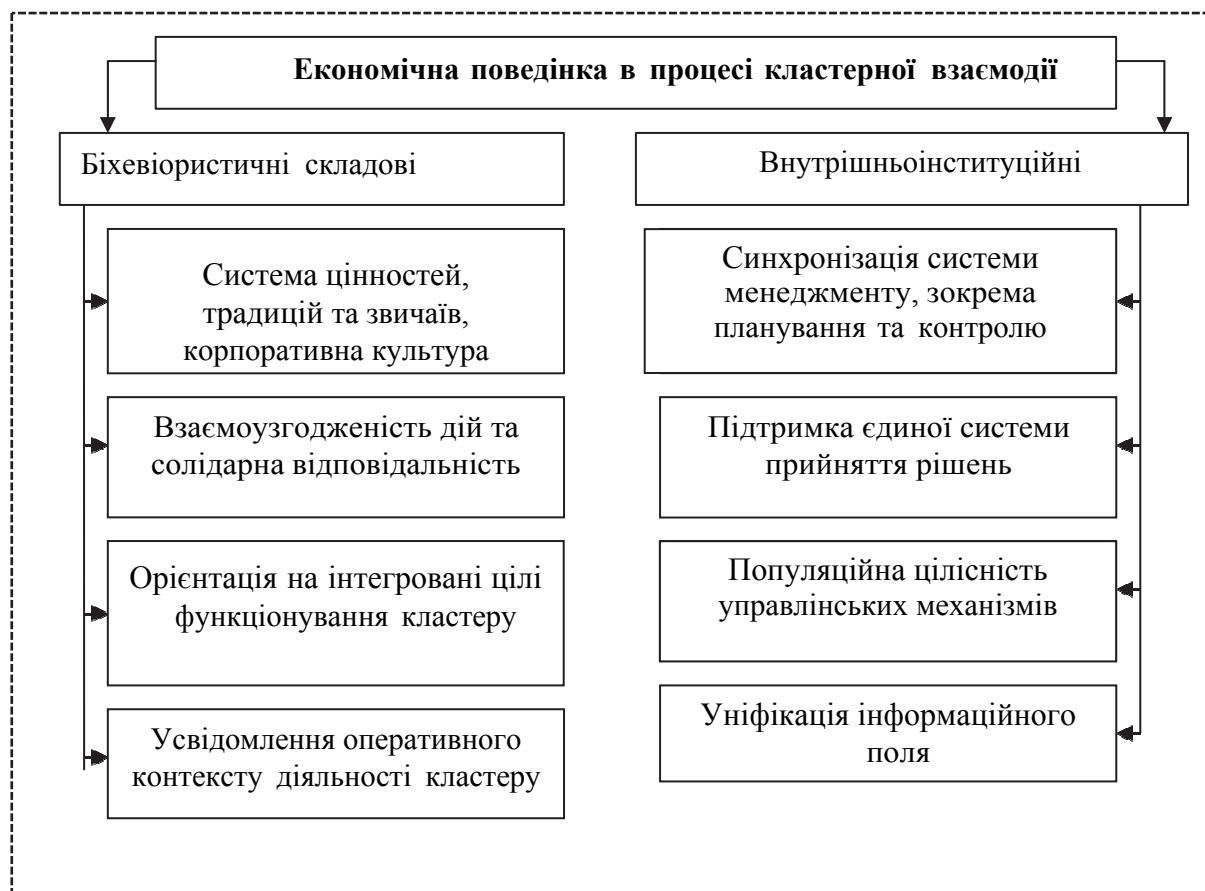 Економічна поведінка в процесі кластерної взаємодії
Біхевіористичні складові
Система цінностей,
традицій та звичаїв,
корпоративна культура
Взаємоузгодженість дій та
солідарна відповідальність
Орієнтація на інтегровані цілі
функціонування кластеру
Усвідомлення оперативного
контексту діяльності кластеру
Внутрішньоінституційні
Синхронізація системи
менеджменту, зокрема
планування та контролю
Підтримка єдиної системи
прийняття рішень
Популяційна цілісність
управлінських механізмів
Уніфікація інформаційного
поля